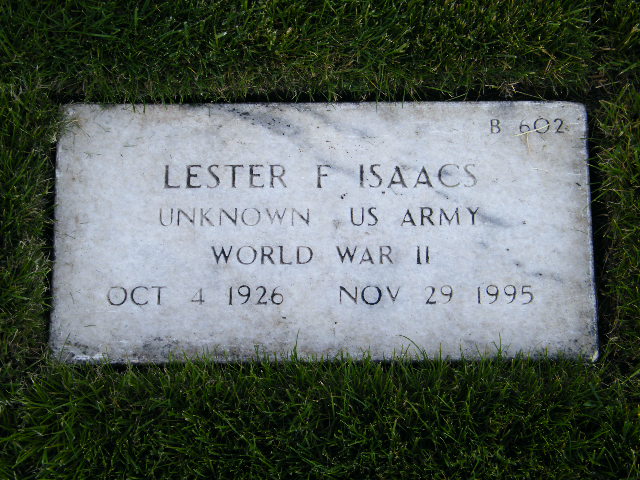 B 602
LESTER F ISAACS
UNKNOWN US ARMY
WORLD WAR II
OCT 4 1926 NOV 29 1995